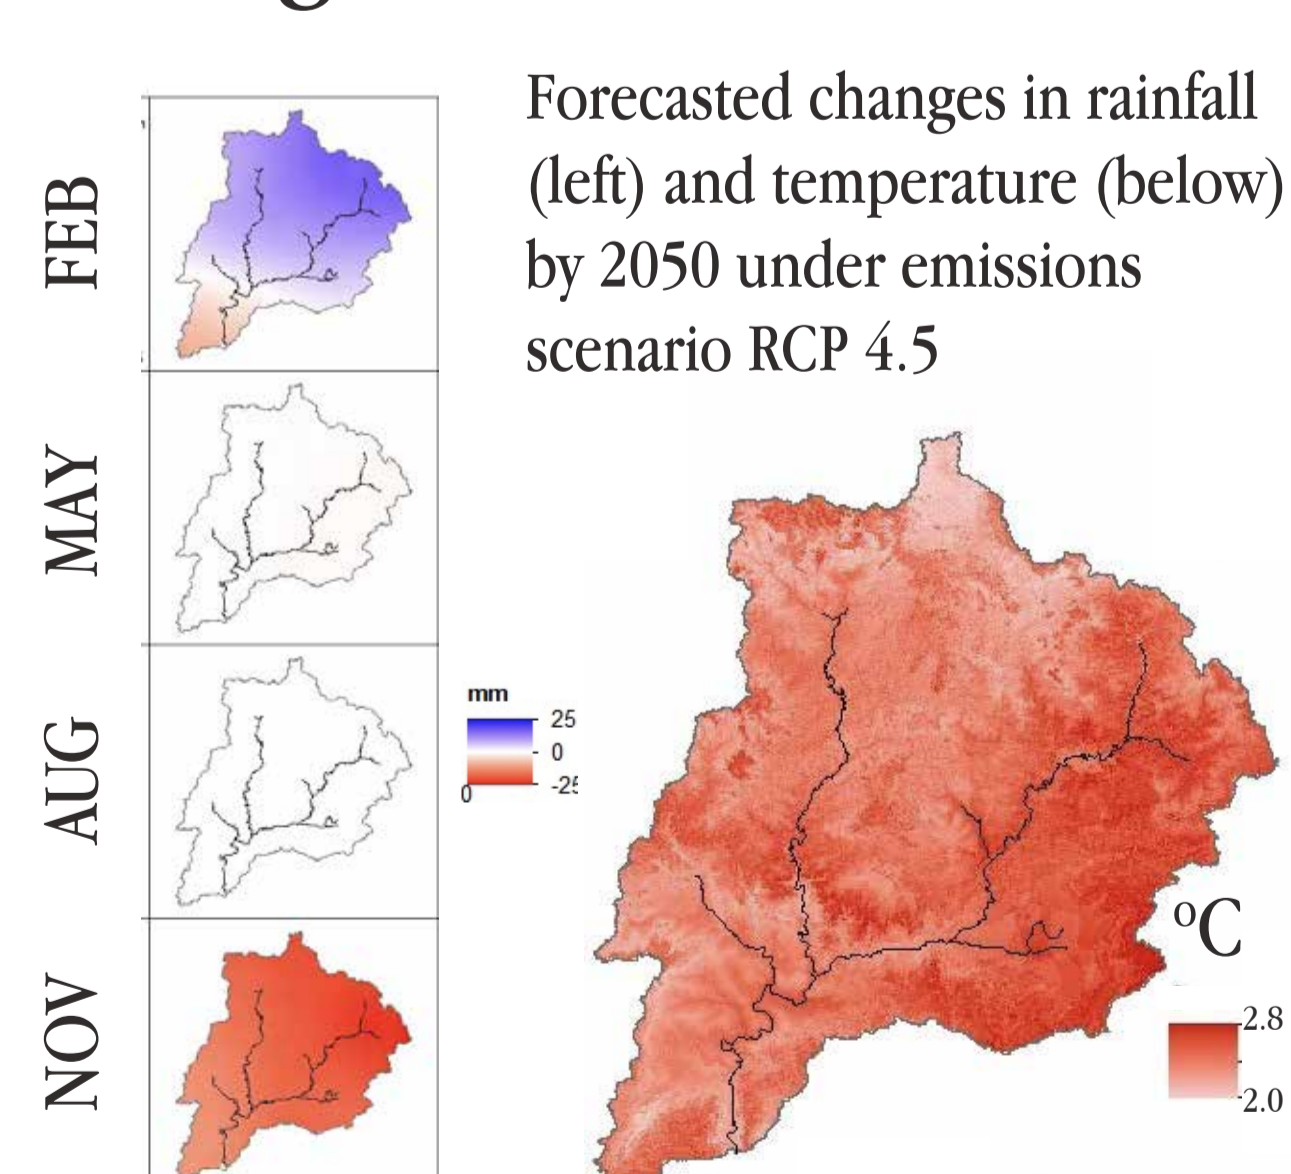 Forecasted changes in rainfall
(left) and temperature (below)
by 2050 under emissions
scenario RCP 4.5
FEB
MAY
AUG
NOV
mm
25
0
-25
0
ºC
2.8
2.0